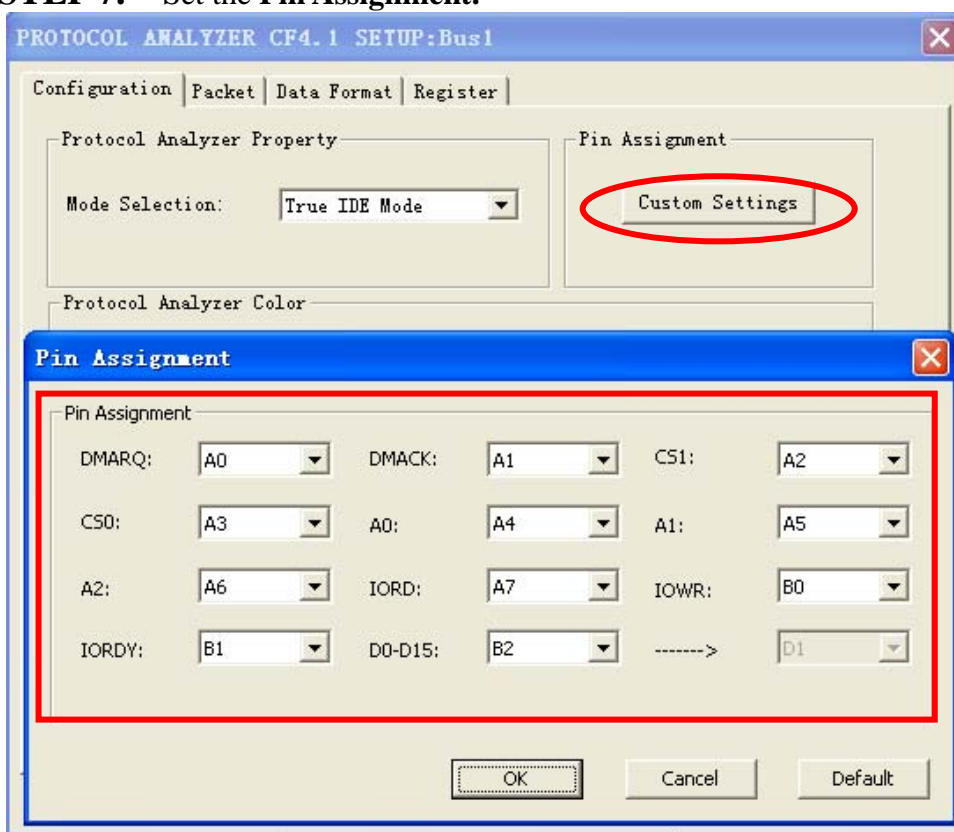 STEP 7. Set the Pin Assignment.
PROTOCOL ANALYZER CF4.1 SETUP:Bus1
Configuration Packet Data Format Register
Protocol Analyzer Property
Pin Assignment
Mode Selection: True IDE Mode
Custom Settings
Protocol Analyzer Color
Pin Assignment
Pin Assignment
DMARQ: A0 DMACK: A1 CS1: A2
CS0: A3 A0: A4 A1: A5
A2: A6 IORD: A7 IOWR: B0
IORDY: B1 D0-D15: B2 -------> D1
OK Cancel Default